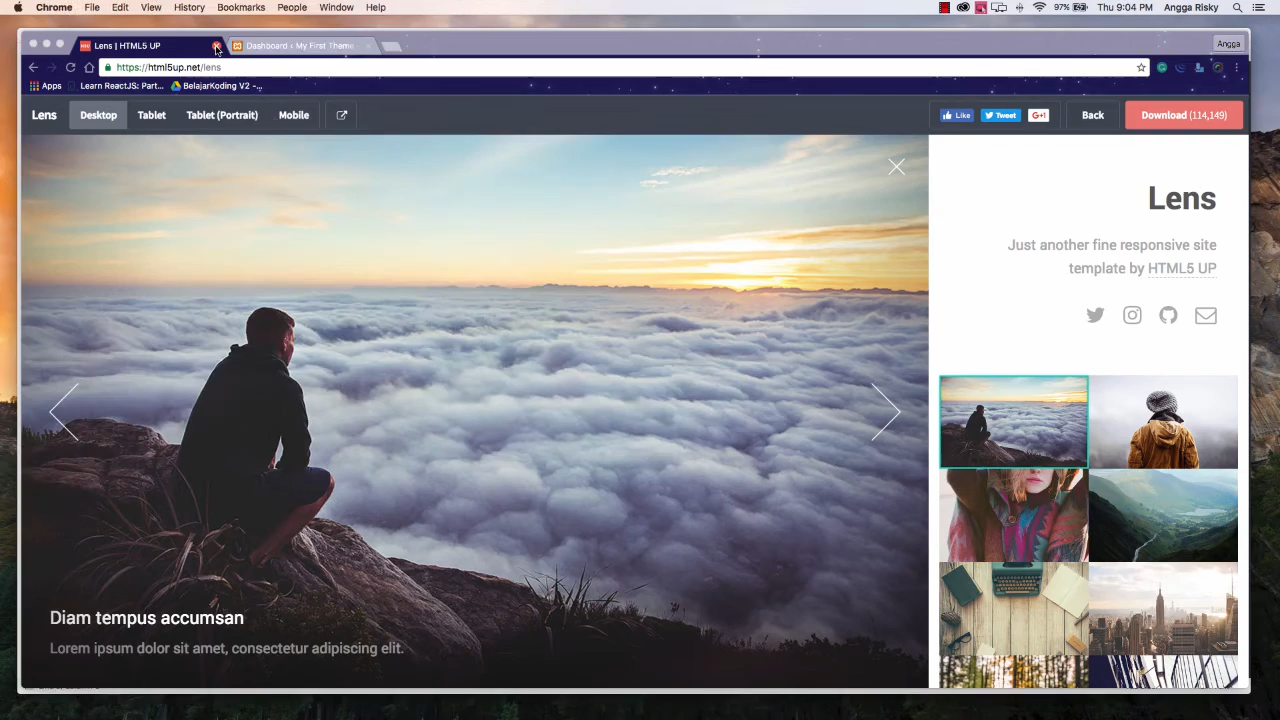 Chrome File Edit View History Bookmarks People Window Help 97% Thu 9:04 PM Angga Risky
Lens | HTML5 UP Dashboard ‹ My First Theme Angga
https://html5up.net/lens
Apps Learn ReactJS: Part... BelajarKoding V2 -...
Lens Desktop Tablet Tablet (Portrait) Mobile Like Tweet G+1 Back Download (114,149)
Lens
Just another fine responsive site
template by HTML5 UP
Diam tempus accumsan
Lorem ipsum dolor sit amet, consectetur adipiscing elit.